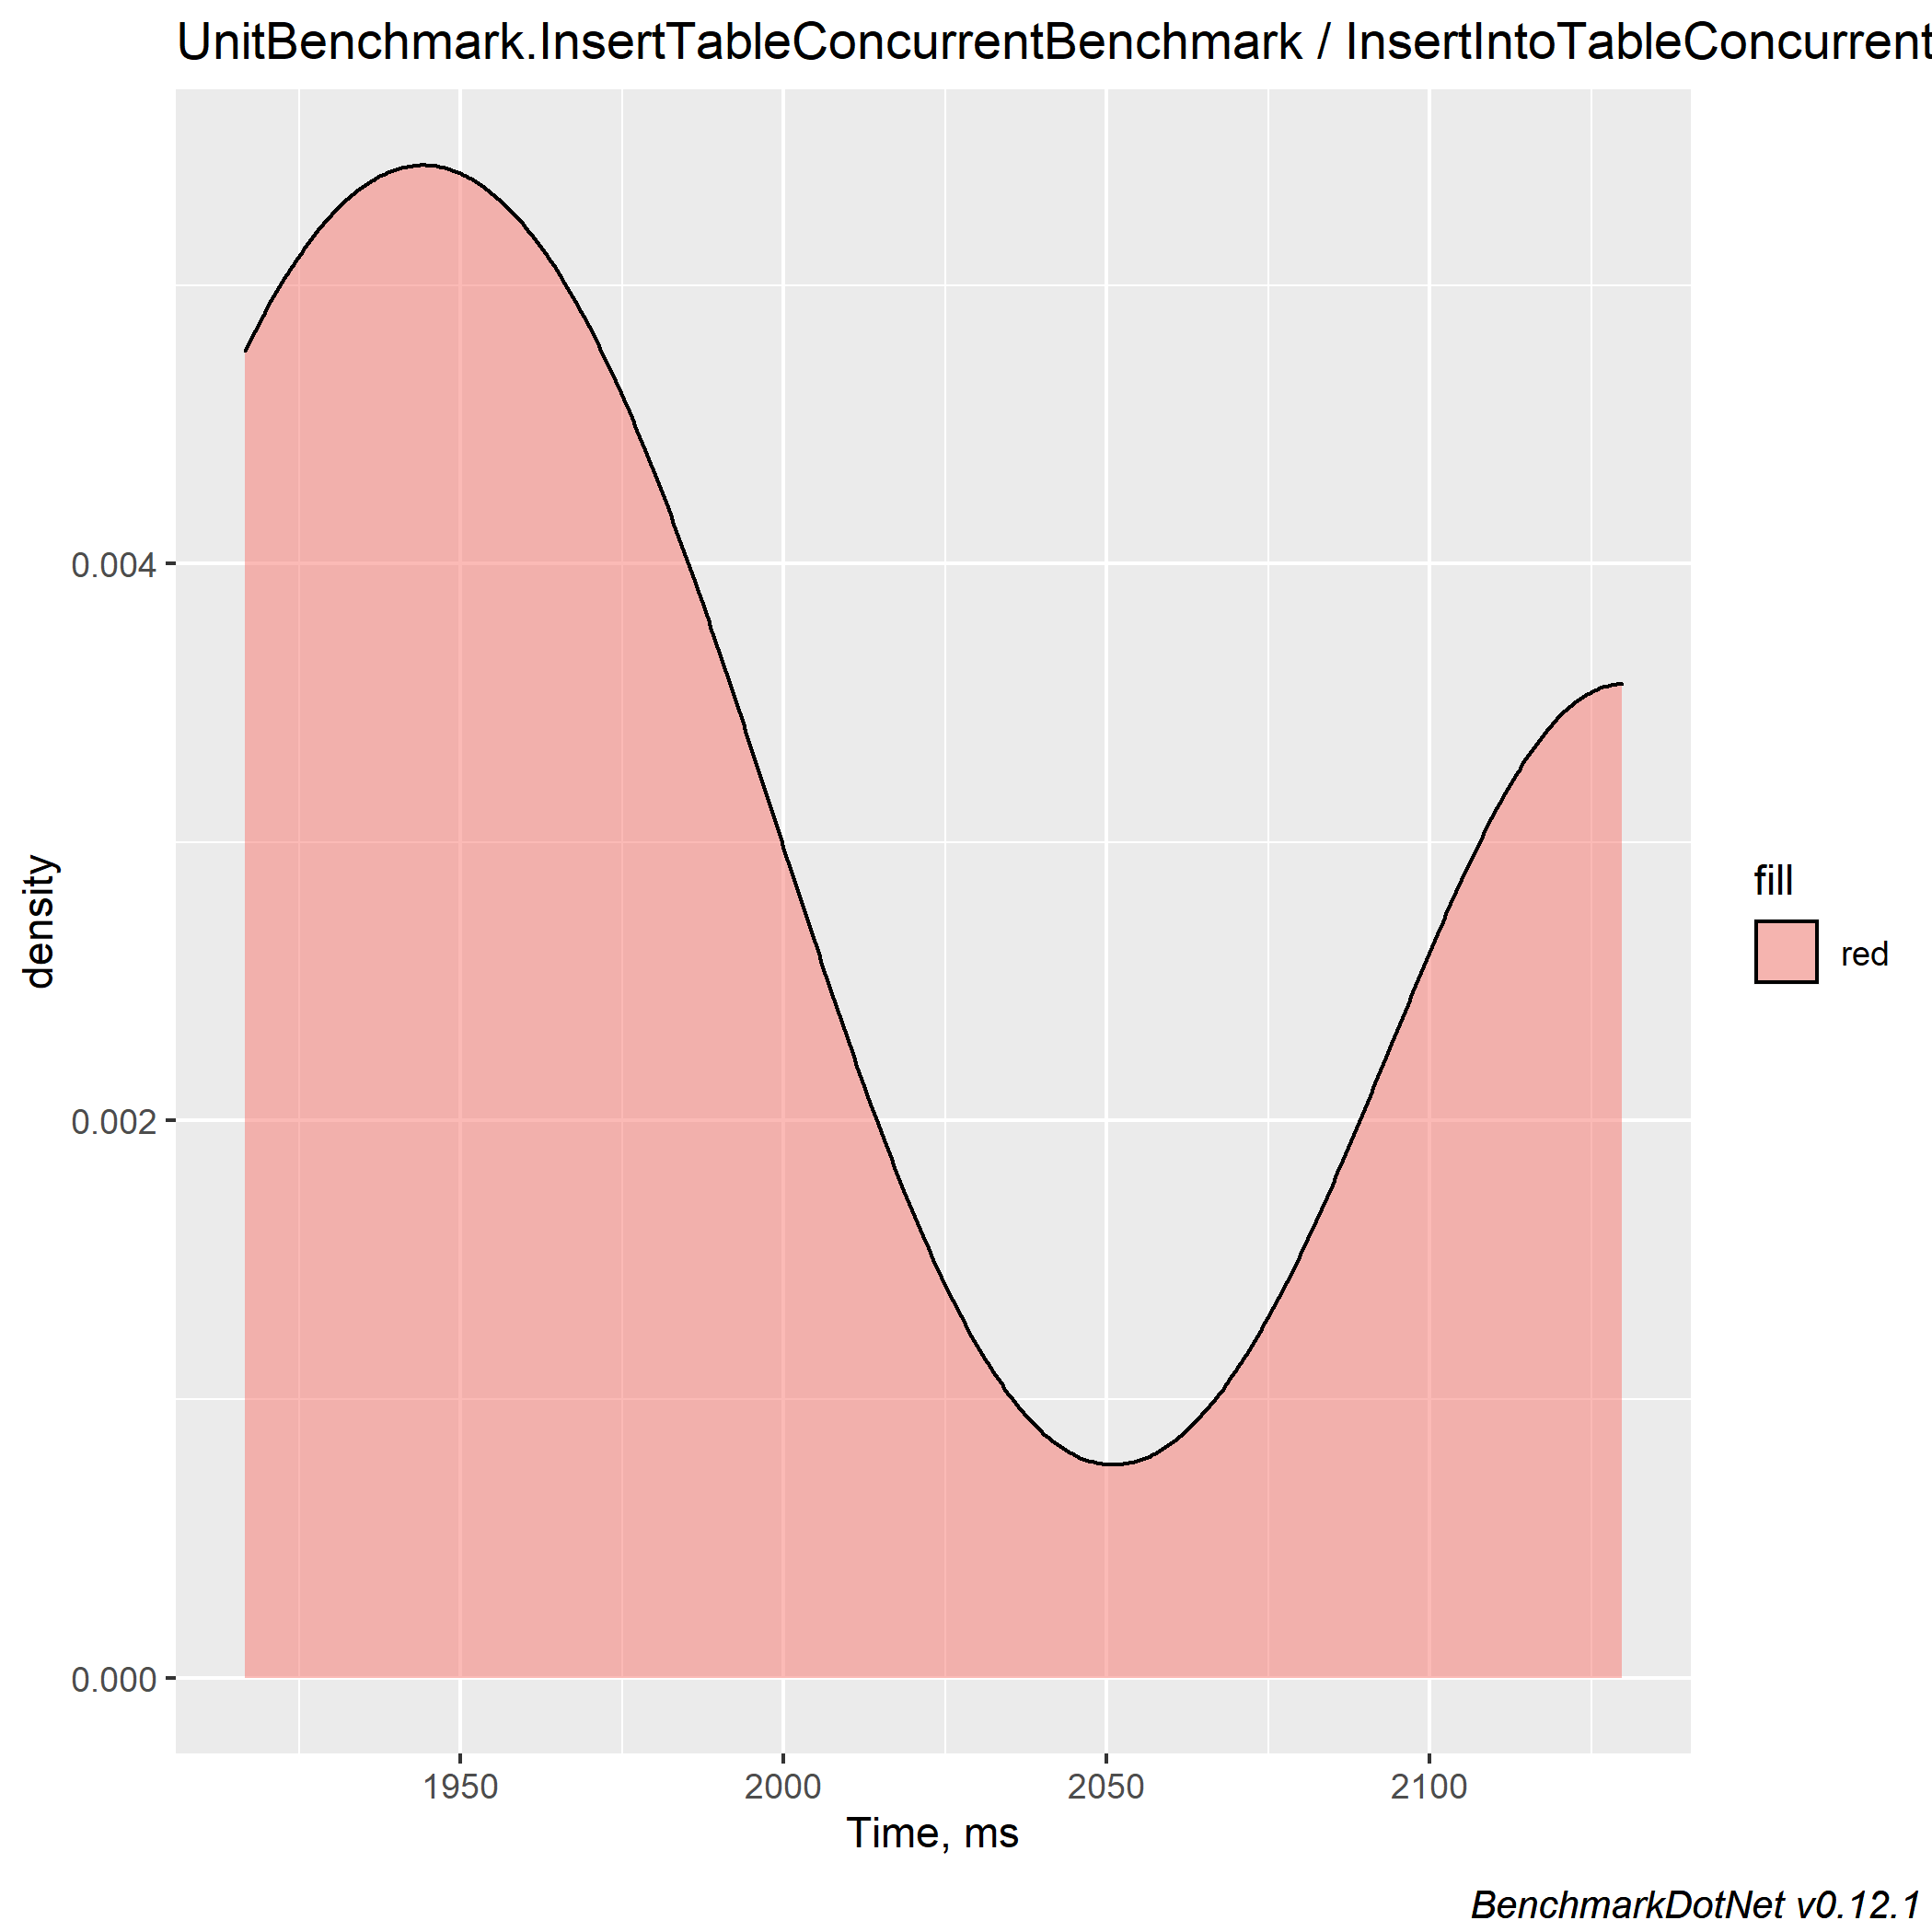 UnitBenchmark.InsertTableConcurrentBenchmark / InsertIntoTableConcurrent
0.004
0.002
0.000
density
1950 2000 2050 2100
Time, ms
fill
red
BenchmarkDotNet v0.12.1